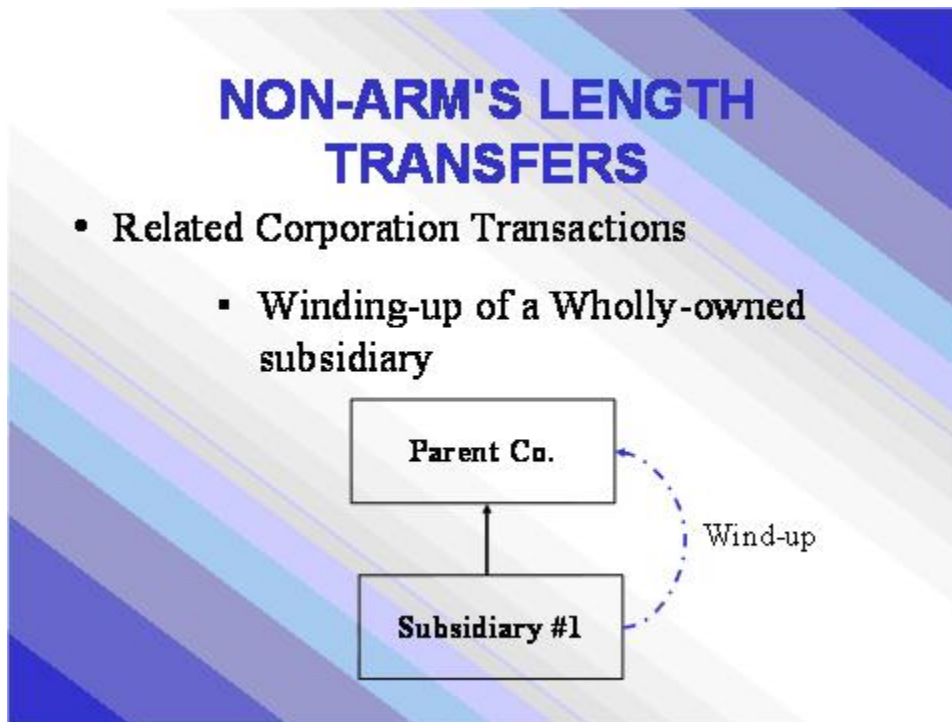 NON-ARM'S LENGTH
TRANSFERS
• Related Corporation Transactions
▪ Winding-up of a Wholly-owned
subsidiary
Parent Co.
Wind-up
Subsidiary #1